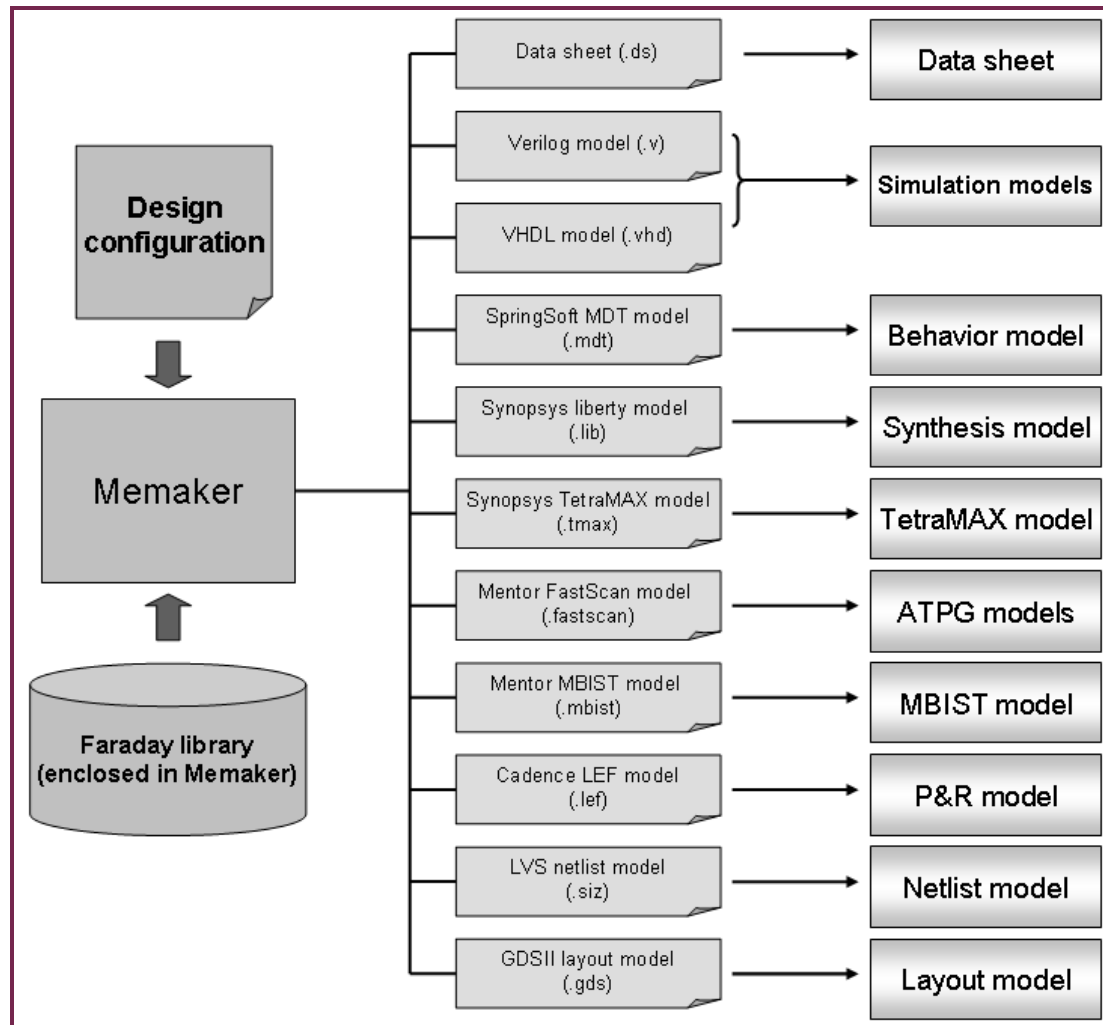 Design
configuration
Memaker
Faraday library
(enclosed in Memaker)
Data sheet (.ds)
Data sheet
Verilog model (.v)
VHDL model (.vhd)
Simulation models
SpringSoft MDT model
(.mdt)
Behavior model
Synopsys liberty model
(.lib)
Synthesis model
Synopsys TetraMAX model
(.tmax)
TetraMAX model
Mentor FastScan model
(.fastscan)
ATPG models
Mentor MBIST model
(.mbist)
MBIST model
Cadence LEF model
(.lef)
P&R model
LVS netlist model
(.siz)
Netlist model
GDSII layout model
(.gds)
Layout model